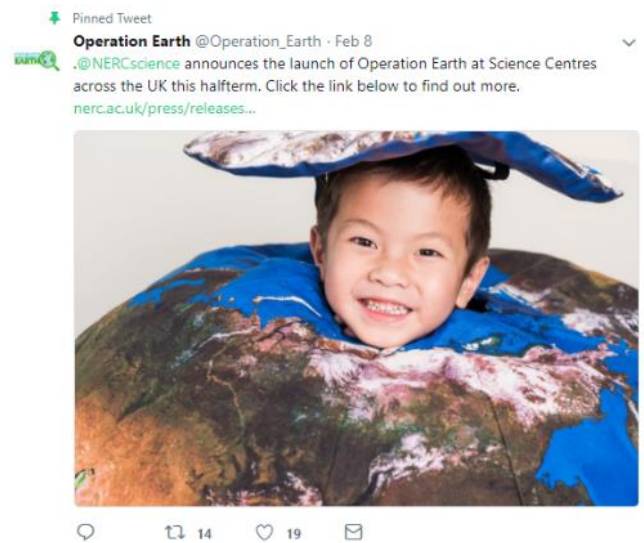 Pinned Tweet
Operation Earth @Operation_Earth · Feb 8
.@NERCscience announces the launch of Operation Earth at Science Centres
across the UK this halfterm. Click the link below to find out more.
nerc.ac.uk/press/releases...
14 19